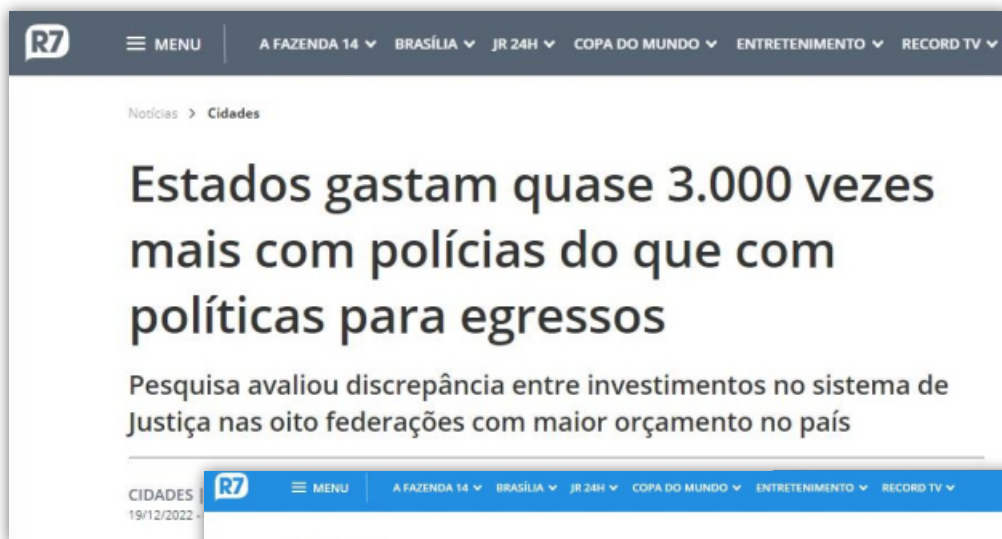 R7 MENU A FAZENDA 14 BRASÍLIA JR 24H COPA DO MUNDO ENTRETENIMENTO RECORD TV
Notícias > Cidades
Estados gastam quase 3.000 vezes
mais com polícias do que com
políticas para egressos
Pesquisa avaliou discrepância entre investimentos no sistema de
Justiça nas oito federações com maior orçamento no país
CIDADES |
19/12/2022 -
R7 MENU A FAZENDA 14 BRASÍLIA JR 24H COPA DO MUNDO ENTRETENIMENTO RECORD TV